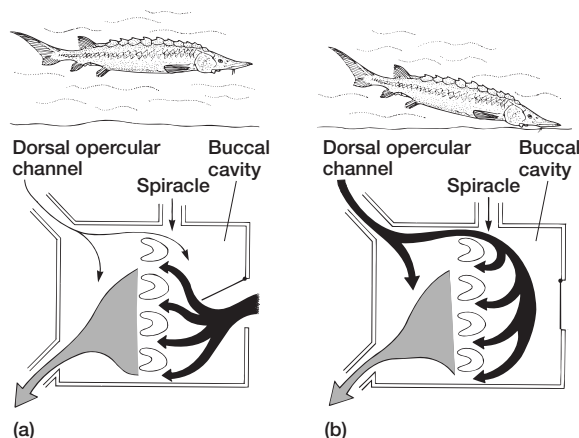 Dorsal opercular
channel
Buccal
cavity
Spiracle
Dorsal opercular
channel
Buccal
cavity
Spiracle
(a)
(b)